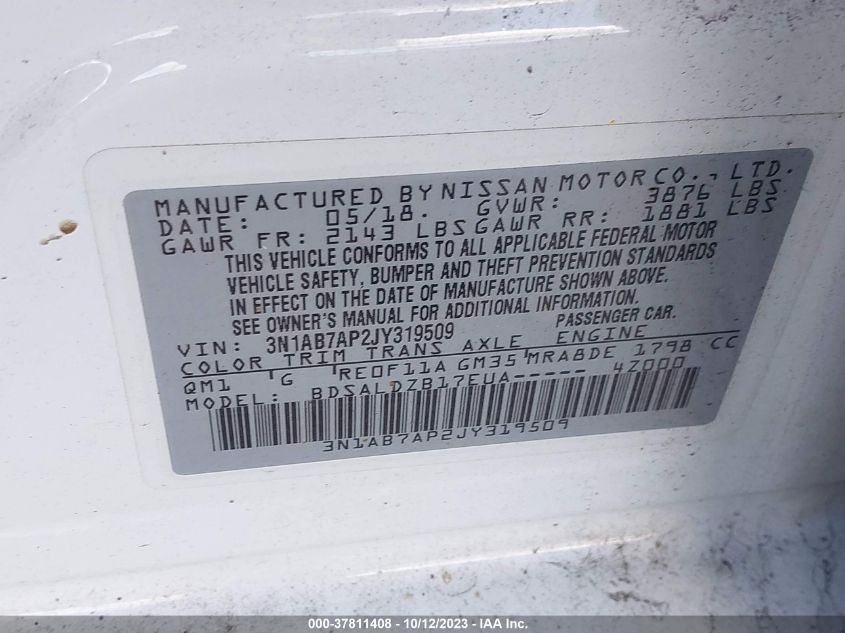 MANUFACTURED BY NISSAN MOTOR CO., LTD.
DATE: 05/18. GVWR: 3876 LBS
GAWR FR: 2143 LBS GAWR RR: 1881 LBS
THIS VEHICLE CONFORMS TO ALL APPLICABLE FEDERAL MOTOR
VEHICLE SAFETY, BUMPER AND THEFT PREVENTION STANDARDS
IN EFFECT ON THE DATE OF MANUFACTURE SHOWN ABOVE.
SEE OWNER'S MANUAL FOR ADDITIONAL INFORMATION.
VIN: 3N1AB7AP2JY319509 PASSENGER CAR.
COLOR TRIM TRANS AXLE ENGINE
QM1 G RE0F11A GM35 MRA8DE 1798 CC
MODEL: BDSALDZB17EUA----- 4Z000
3N1AB7AP2JY319509
000-37811408 - 10/12/2023 - IAAI Inc.